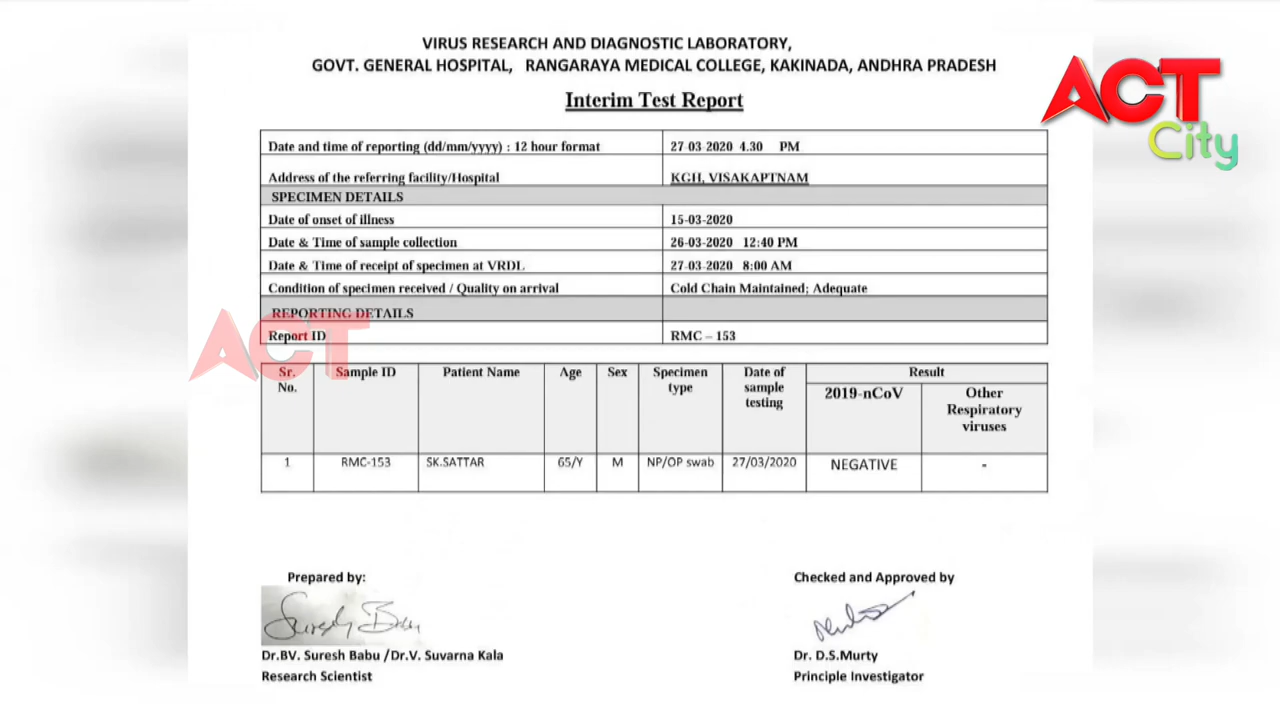 VIRUS RESEARCH AND DIAGNOSTIC LABORATORY,
GOVT. GENERAL HOSPITAL, RANGARAYA MEDICAL COLLEGE, KAKINADA, ANDHRA PRADESH
ACT
City
Interim Test Report
Date and time of reporting (dd/mm/yyyy) : 12 hour format 27-03-2020 4.30 PM
Address of the referring facility/Hospital KGH, VISAKAPTNAM
SPECIMEN DETAILS
Date of onset of illness 15-03-2020
Date & Time of sample collection 26-03-2020 12:40 PM
Date & Time of receipt of specimen at VRDL 27-03-2020 8:00 AM
Condition of specimen received / Quality on arrival Cold Chain Maintained; Adequate
REPORTING DETAILS
Report ID RMC – 153
ACT
Sr. No. Sample ID Patient Name Age Sex Specimen type Date of sample testing Result
2019-nCoV Other Respiratory viruses
1 RMC-153 SK.SATTAR 65/Y M NP/OP swab 27/03/2020 NEGATIVE -
Prepared by: Checked and Approved by
Suresh Babu
Dr.BV. Suresh Babu /Dr.V. Suvarna Kala Dr. D.S.Murty
Research Scientist Principle Investigator